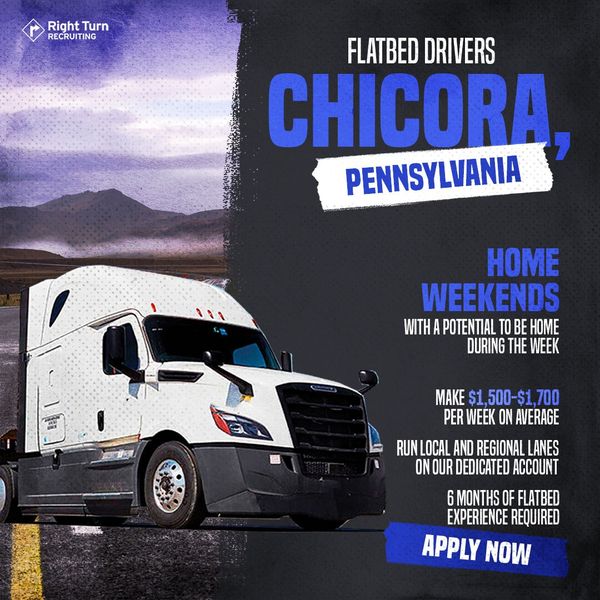 Right Turn
RECRUITING
FLATBED DRIVERS
CHICORA,
PENNSYLVANIA
HOME
WEEKENDS
WITH A POTENTIAL TO BE HOME
DURING THE WEEK
MAKE $1,500-$1,700
PER WEEK ON AVERAGE
RUN LOCAL AND REGIONAL LANES
ON OUR DEDICATED ACCOUNT
6 MONTHS OF FLATBED
EXPERIENCE REQUIRED
APPLY NOW